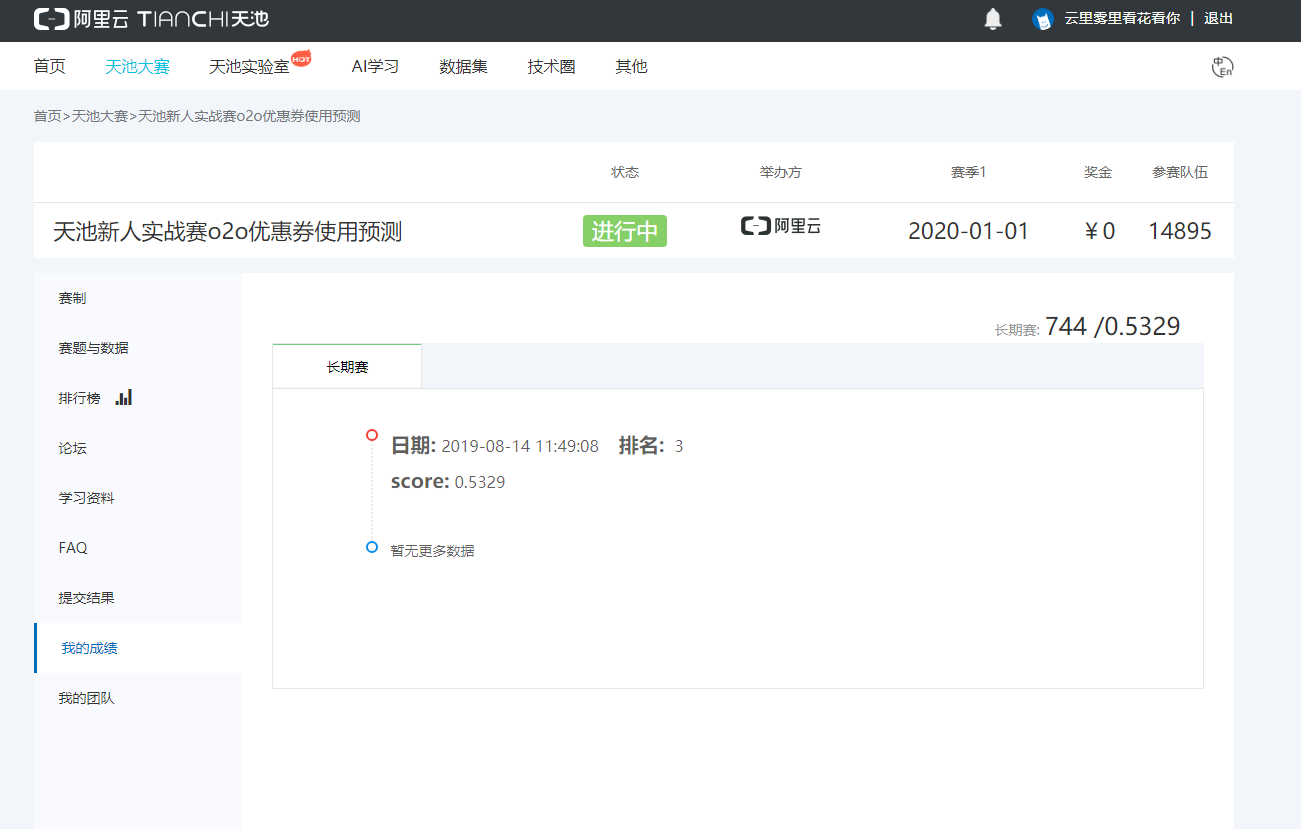 阿里云 TIANCHI天池 云里雾里看花看你 | 退出
首页 天池大赛 天池实验室 HOT AI学习 数据集 技术圈 其他 中 En
首页>天池大赛>天池新人实战赛o2o优惠券使用预测
状态 举办方 赛季1 奖金 参赛队伍
天池新人实战赛o2o优惠券使用预测 进行中 阿里云 2020-01-01 ￥0 14895
赛制
长期赛: 744 /0.5329
赛题与数据
长期赛
排行榜
论坛
日期: 2019-08-14 11:49:08 排名: 3
score: 0.5329
学习资料
FAQ
暂无更多数据
提交结果
我的成绩
我的团队